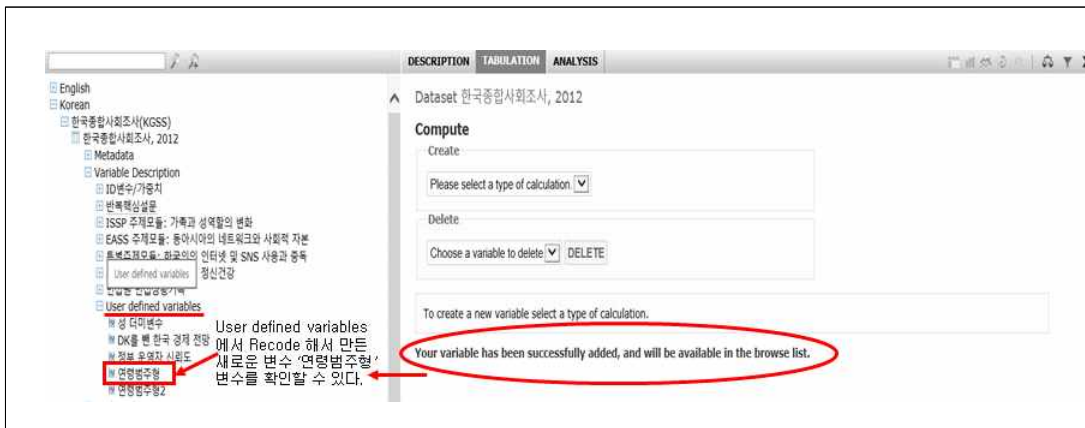 DESCRIPTION TABULATION ANALYSIS
English
Korean
한국종합사회조사(KGSS)
한국종합사회조사, 2012
Metadata
Variable Description
ID변수/가중치
반복핵심설문
ISSP 주제모듈: 가족과 성역할의 변화
EASS 주제모듈: 동아시아의 네트워크와 사회적 자본
특별주제모듈: 한국인의 인터넷 및 SNS 사용과 중독
User defined variables
정신건강
User defined variables
성 더미변수
DK를 뺀 한국 경제 전망
정부 운영자 신뢰도
연령범주형
연령범주형2
User defined variables
에서 Recode 해서 만든
새로운 변수 '연령범주형'
변수를 확인할 수 있다.
Dataset 한국종합사회조사, 2012
Compute
Create
Please select a type of calculation.
Delete
Choose a variable to delete DELETE
To create a new variable select a type of calculation.
Your variable has been successfully added, and will be available in the browse list.